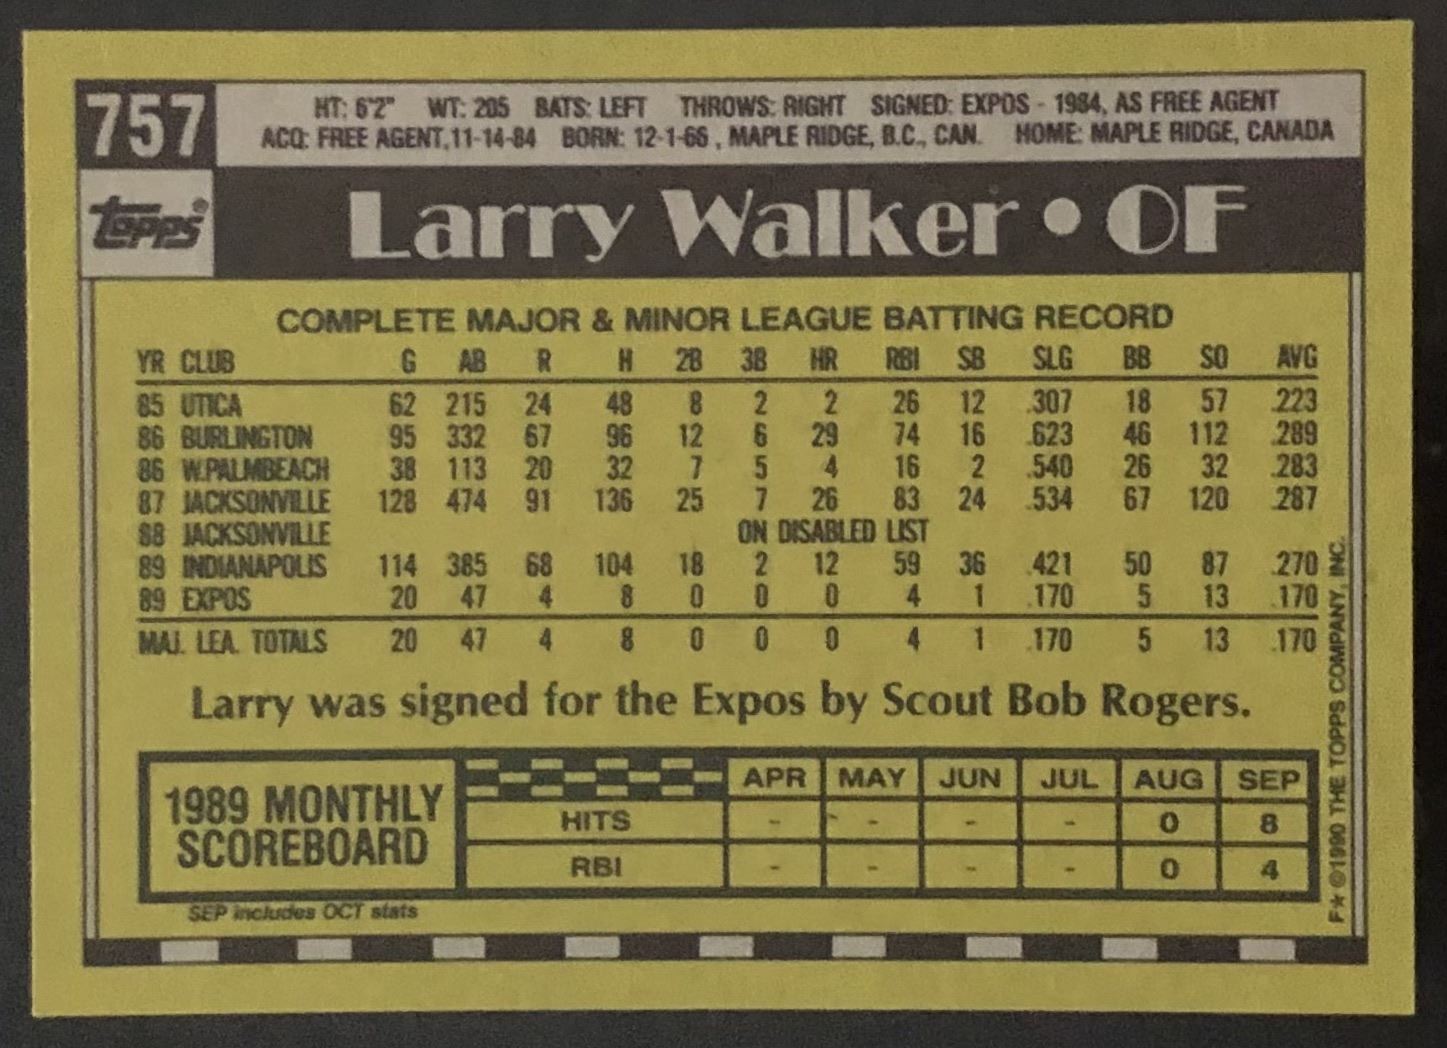 757
HT: 6'2" WT: 205 BATS: LEFT THROWS: RIGHT SIGNED: EXPOS - 1984, AS FREE AGENT
ACQ: FREE AGENT, 11-14-84 BORN: 12-1-66, MAPLE RIDGE, B.C., CAN. HOME: MAPLE RIDGE, CANADA
Topps®
Larry Walker • OF
COMPLETE MAJOR & MINOR LEAGUE BATTING RECORD
YR CLUB G AB R H 2B 3B HR RBI SB SLG BB SO AVG
85 UTICA 62 215 24 48 8 2 2 26 12 .307 18 57 .223
86 BURLINGTON 95 332 67 96 12 6 29 74 16 .623 46 112 .289
86 W.PALMBEACH 38 113 20 32 7 5 4 16 2 .540 26 32 .283
87 JACKSONVILLE 128 474 91 136 25 7 26 83 24 .534 67 120 .287
88 JACKSONVILLE ON DISABLED LIST
89 INDIANAPOLIS 114 385 68 104 18 2 12 59 36 .421 50 87 .270
89 EXPOS 20 47 4 8 0 0 0 4 1 .170 5 13 .170
MAJ. LEA. TOTALS 20 47 4 8 0 0 0 4 1 .170 5 13 .170
Larry was signed for the Expos by Scout Bob Rogers.
1989 MONTHLY
SCOREBOARD
APR MAY JUN JUL AUG SEP
HITS - - - - 0 8
RBI - - - - 0 4
SEP includes OCT stats
F★ ©1990 THE TOPPS COMPANY, INC.